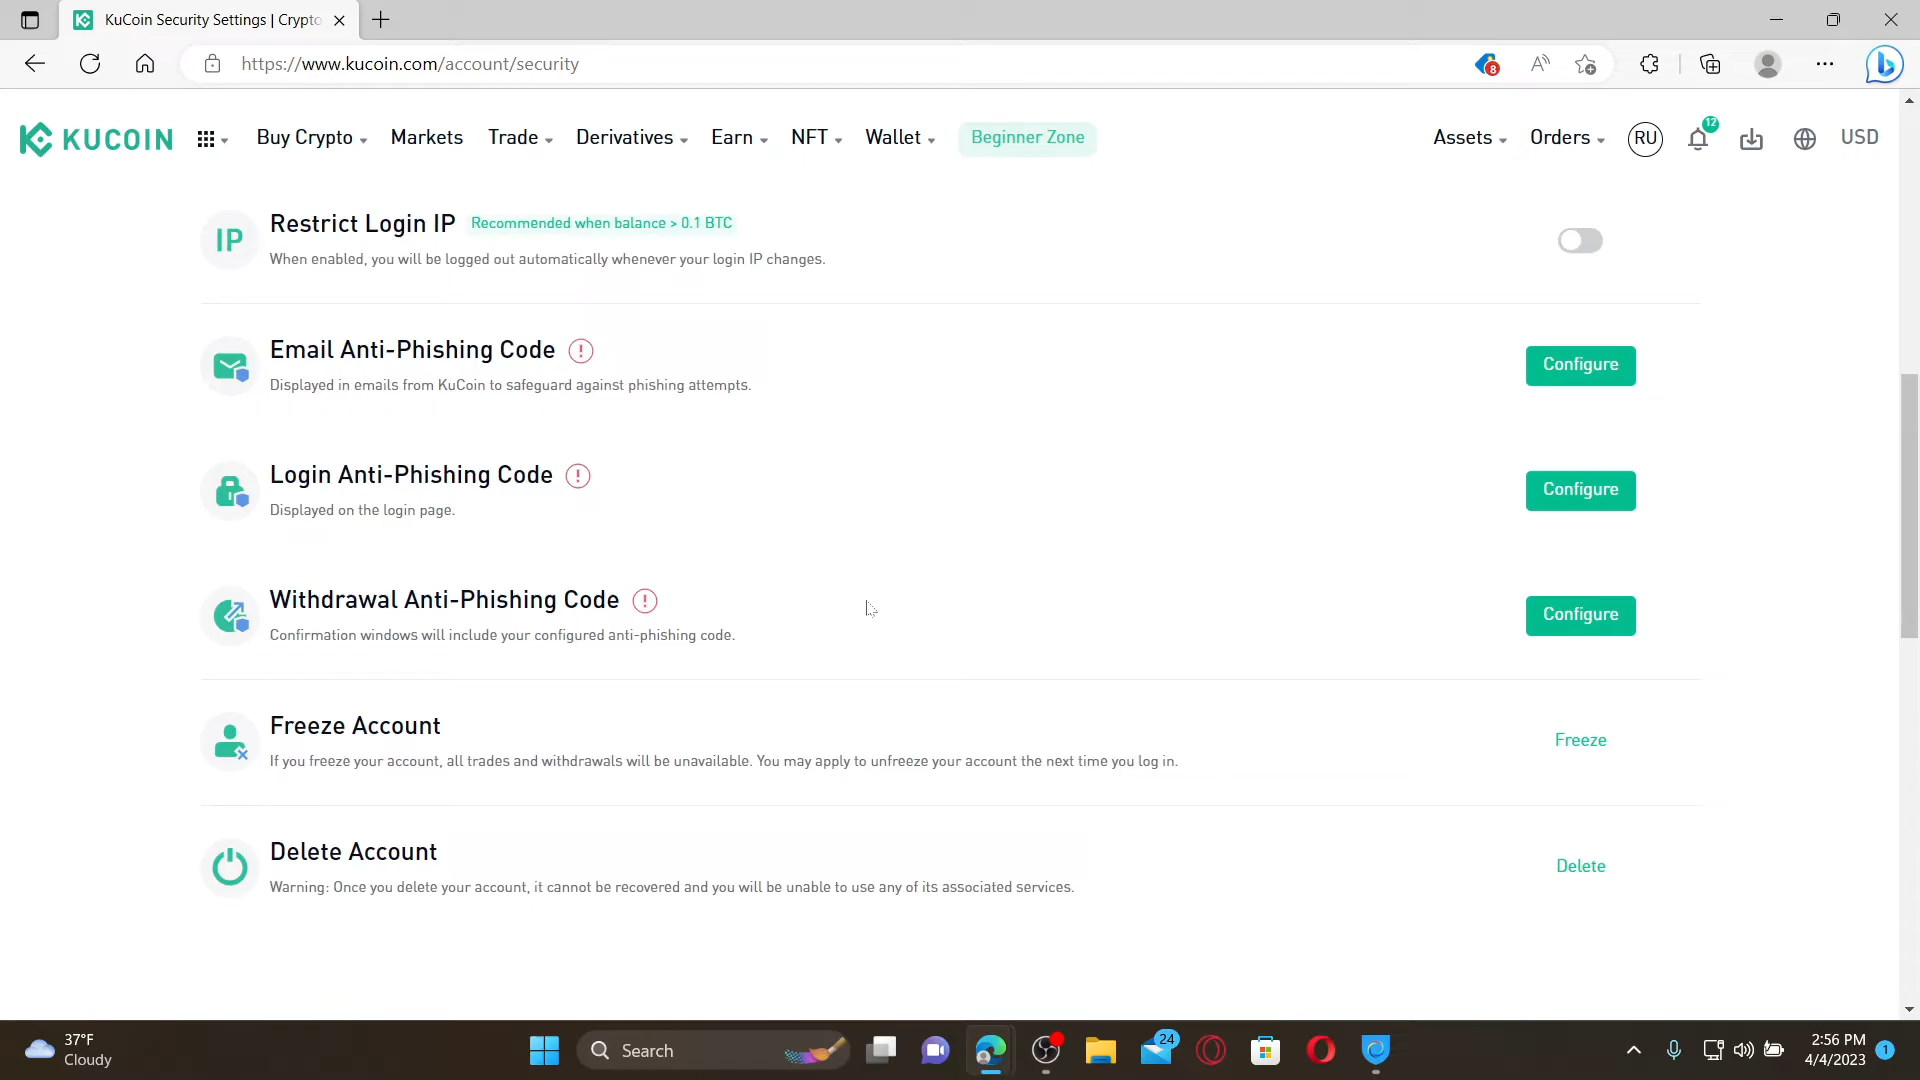 KuCoin Security Settings | Crypto
https://www.kucoin.com/account/security
8
KUCOIN
Buy Crypto
Markets
Trade
Derivatives
Earn
NFT
Wallet
Beginner Zone
Assets
Orders
RU
12
USD
IP
Restrict Login IP
Recommended when balance > 0.1 BTC
When enabled, you will be logged out automatically whenever your login IP changes.
Email Anti-Phishing Code
Displayed in emails from KuCoin to safeguard against phishing attempts.
Configure
Login Anti-Phishing Code
Displayed on the login page.
Configure
Withdrawal Anti-Phishing Code
Confirmation windows will include your configured anti-phishing code.
Configure
Freeze Account
If you freeze your account, all trades and withdrawals will be unavailable. You may apply to unfreeze your account the next time you log in.
Freeze
Delete Account
Warning: Once you delete your account, it cannot be recovered and you will be unable to use any of its associated services.
Delete
37°F
Cloudy
Search
24
2:56 PM
4/4/2023
1